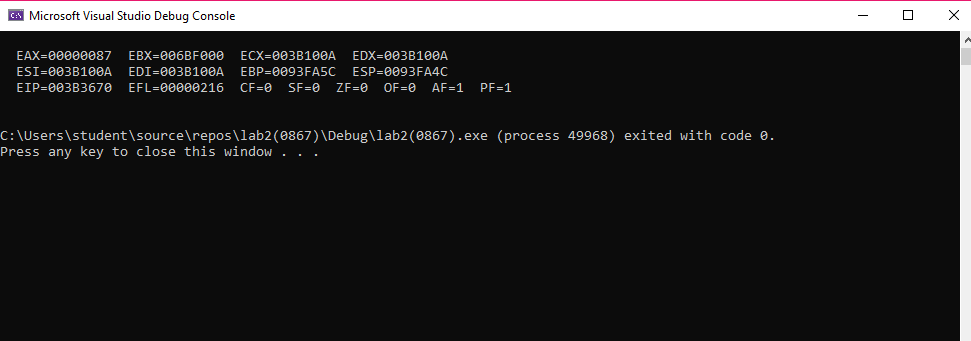 Microsoft Visual Studio Debug Console
EAX=00000087  EBX=006BF000  ECX=003B100A  EDX=003B100A
ESI=003B100A  EDI=003B100A  EBP=0093FA5C  ESP=0093FA4C
EIP=003B3670  EFL=00000216  CF=0  SF=0  ZF=0  OF=0  AF=1  PF=1
C:\Users\student\source\repos\lab2(0867)\Debug\lab2(0867).exe (process 49968) exited with code 0.
Press any key to close this window . . .